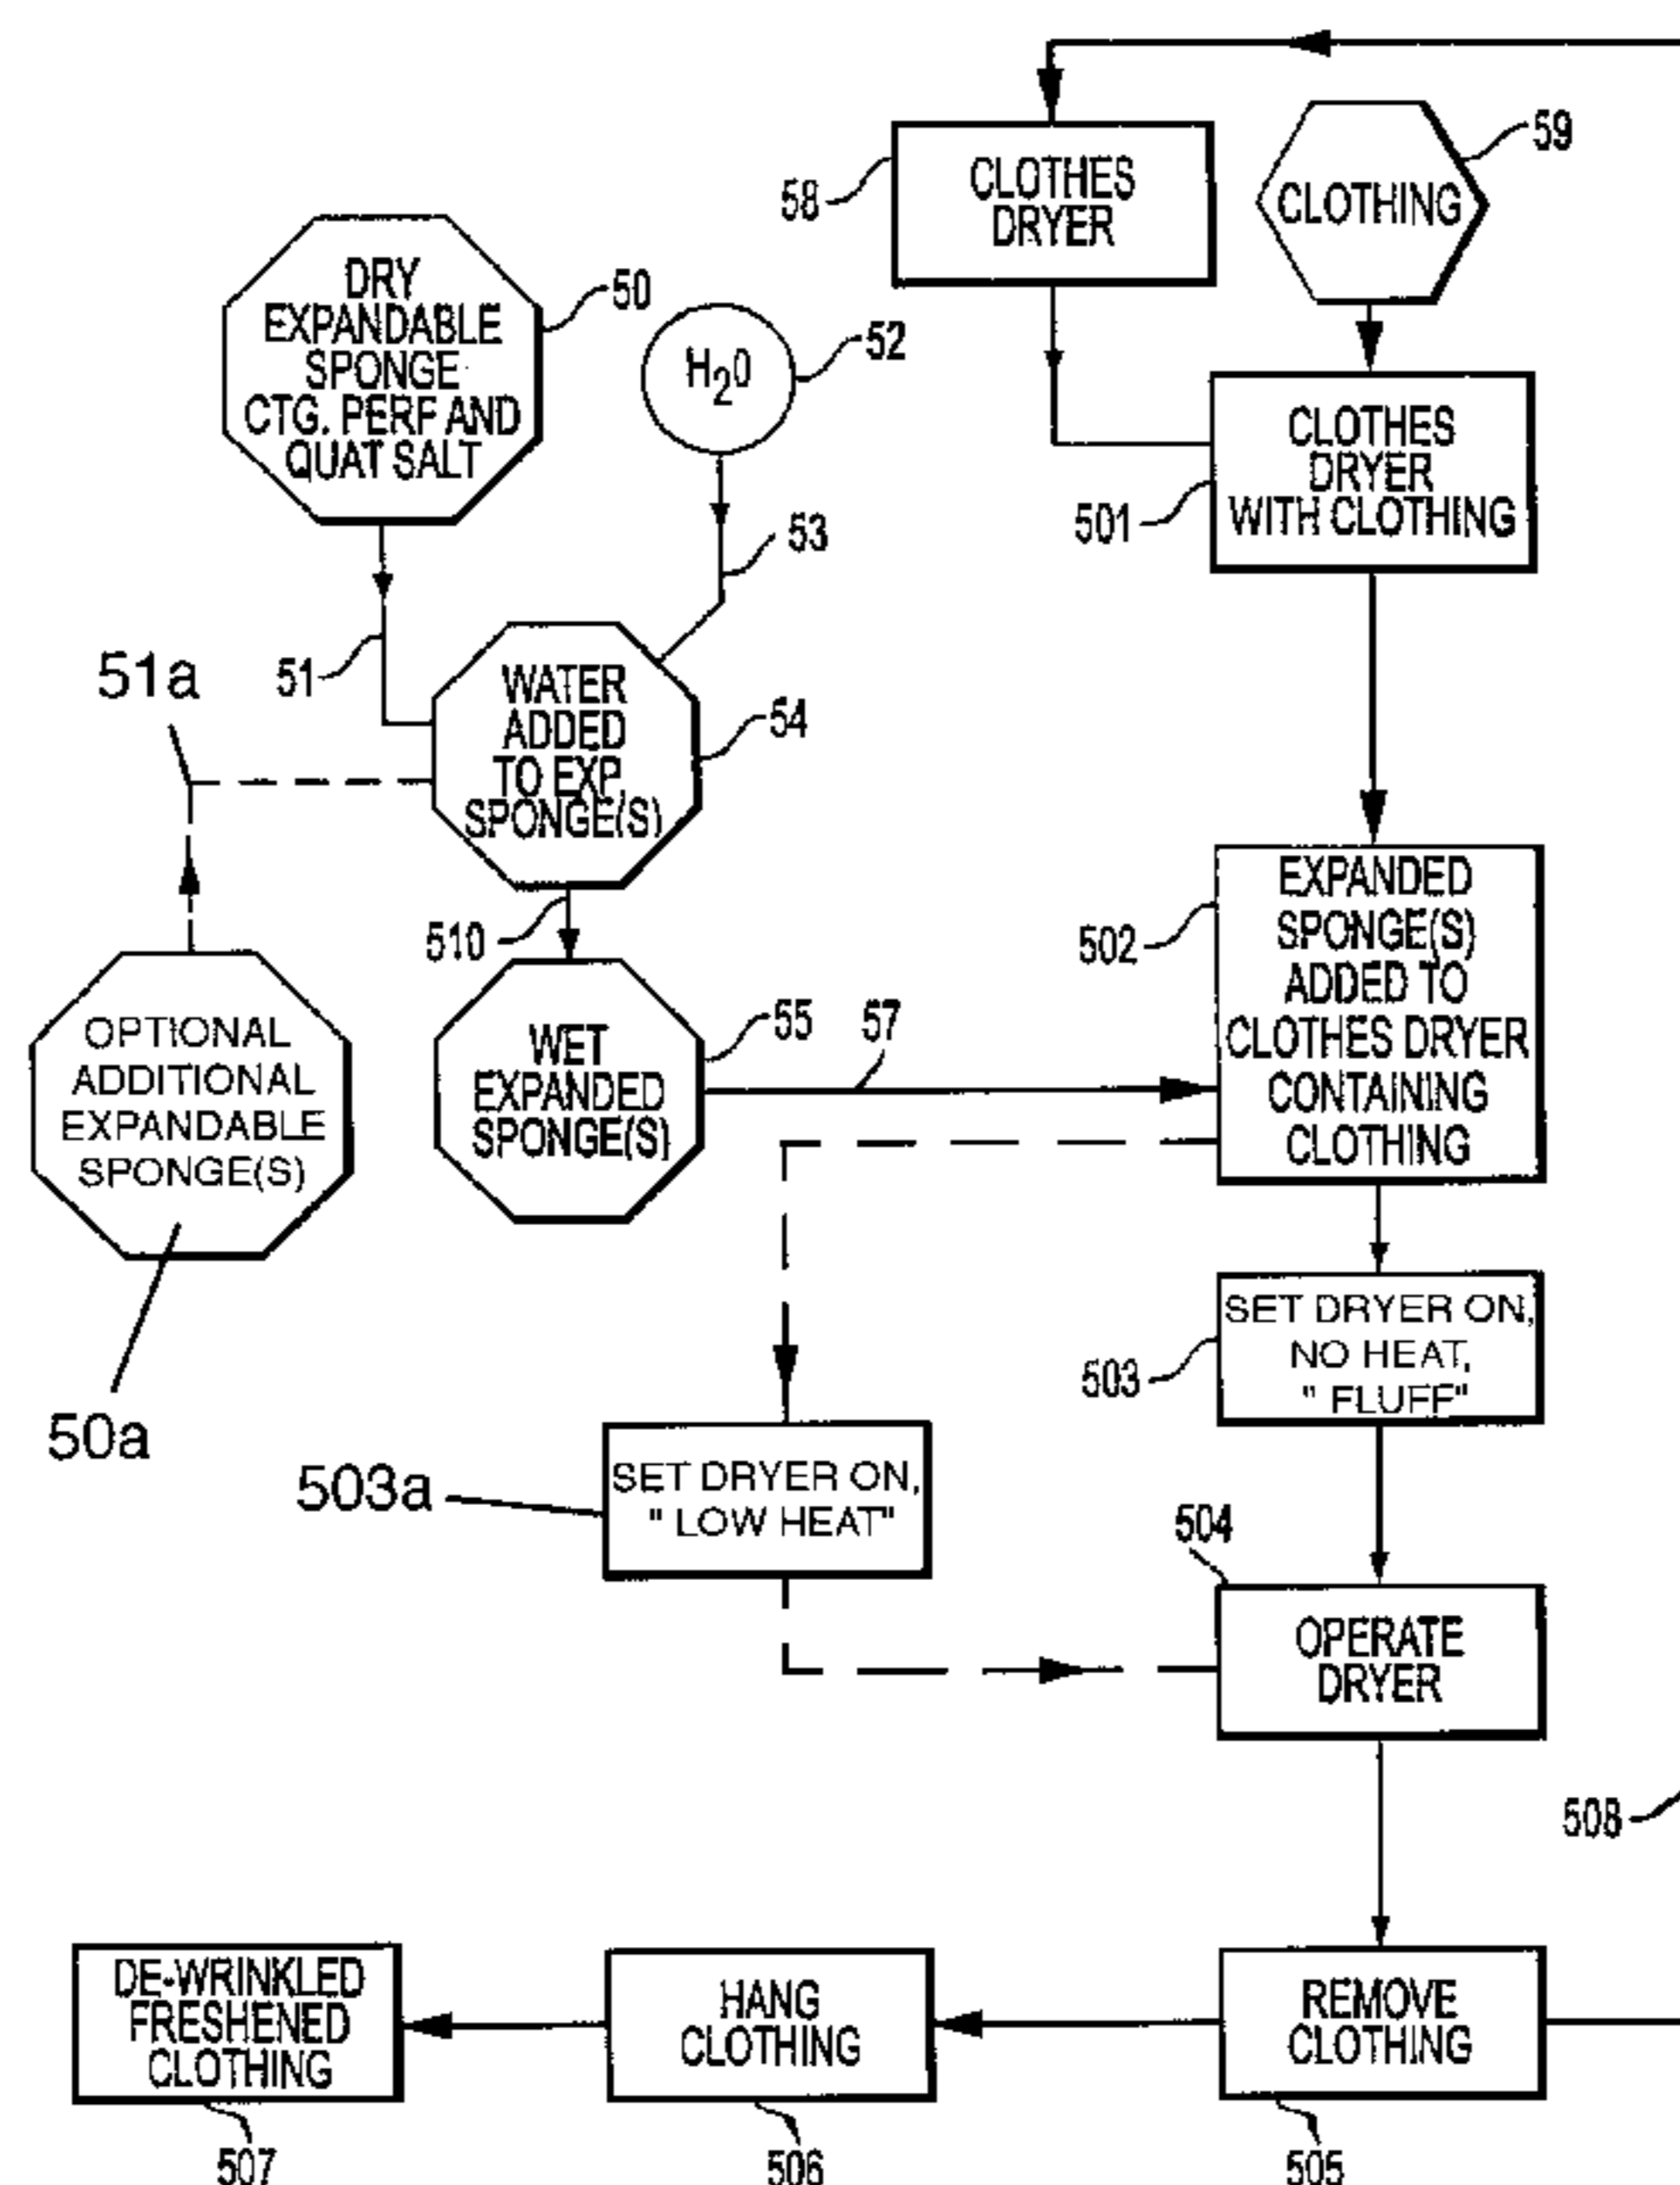 59
CLOTHES
DRYER
58
CLOTHING
DRY
EXPANDABLE
SPONGE
CTG. PERF AND
QUAT SALT
50
H20
52
CLOTHES
DRYER
WITH CLOTHING
501
53
51
51a
WATER
ADDED
TO EXP.
SPONGE(S)
54
510
EXPANDED
SPONGE(S)
ADDED TO
CLOTHES DRYER
CONTAINING
CLOTHING
502
OPTIONAL
ADDITIONAL
EXPANDABLE
SPONGE(S)
50a
WET
EXPANDED
SPONGE(S)
55
57
SET DRYER ON,
NO HEAT,
" FLUFF"
503
SET DRYER ON,
" LOW HEAT"
503a
504
OPERATE
DRYER
508
DE-WRINKLED
FRESHENED
CLOTHING
507
HANG
CLOTHING
506
REMOVE
CLOTHING
505